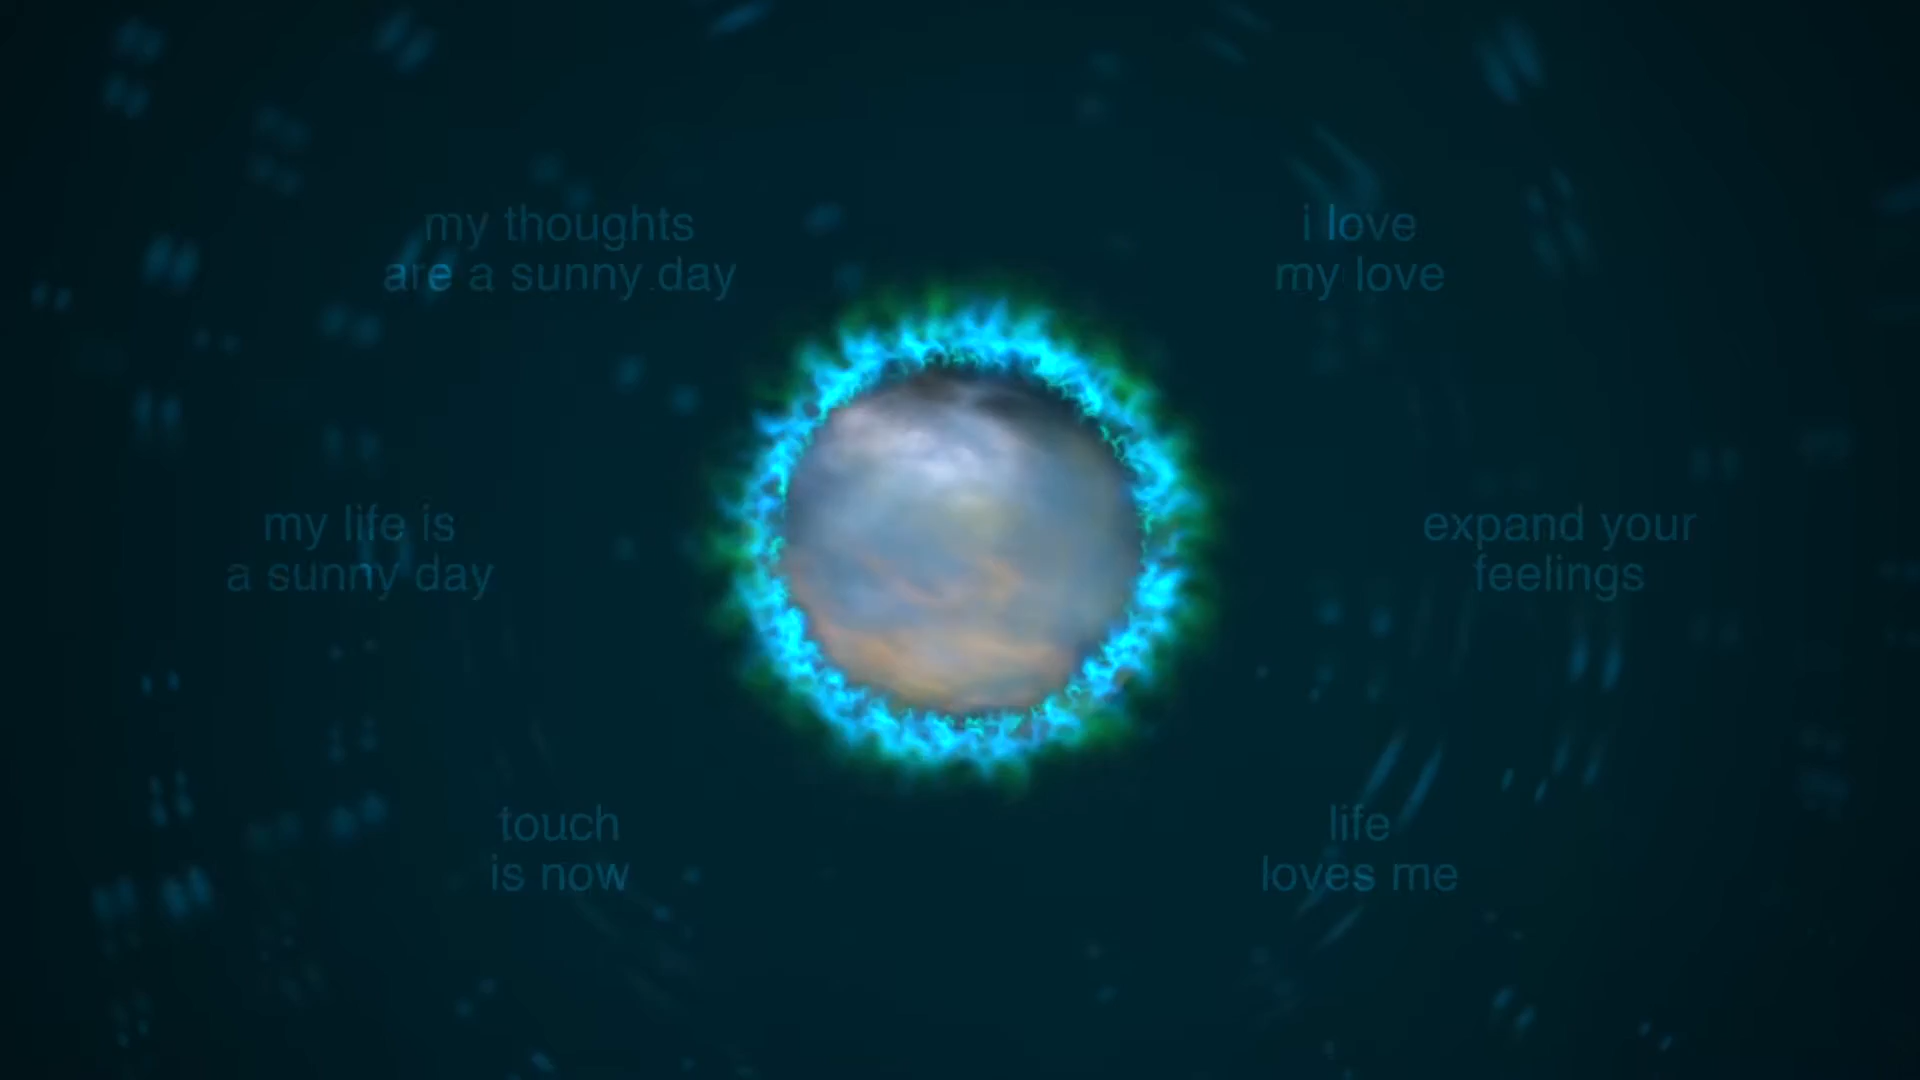 my thoughts
are a sunny day
i love
my love
my life is
a sunny day
expand your
feelings
touch
is now
life
loves me